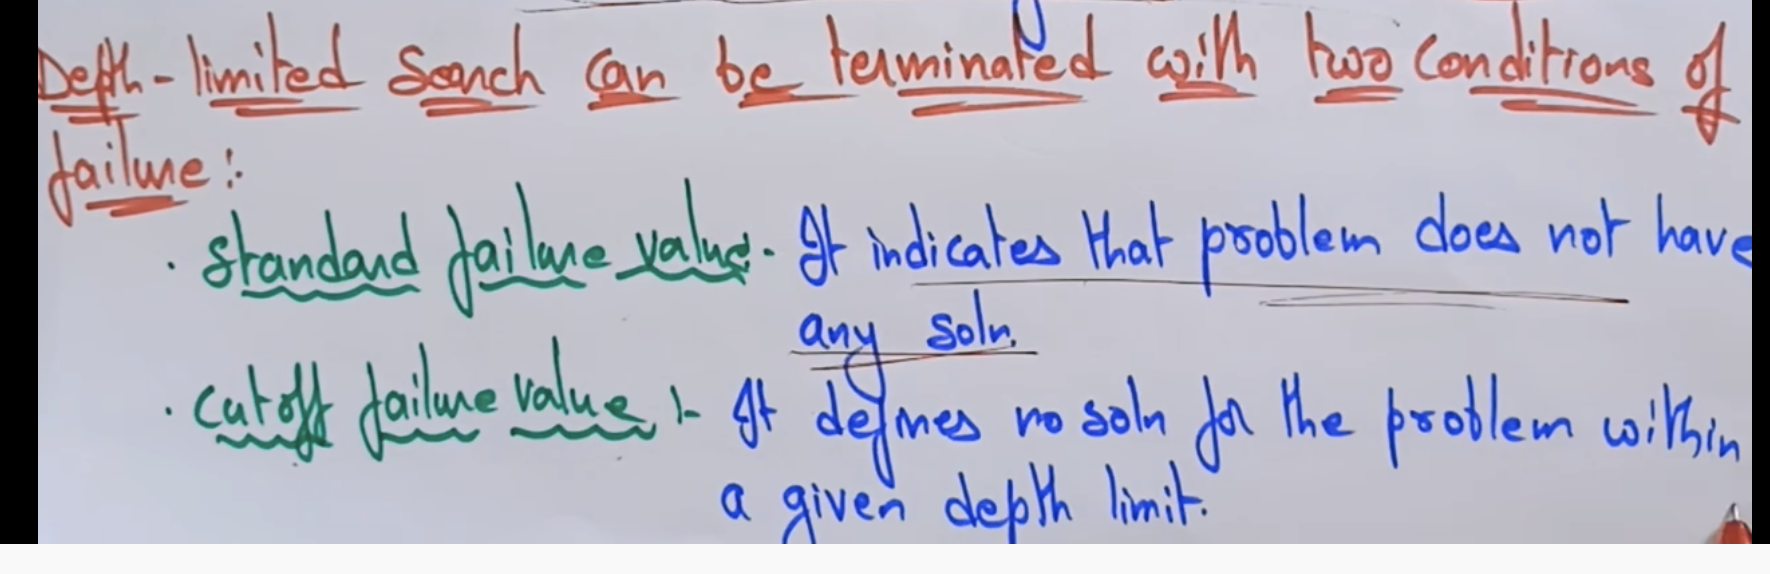 Depth-limited Search can be terminated with two conditions of
failure:-
. Standard failure value. It indicates that problem does not have
any soln.
. Cutoff failure value :- It defines no soln for the problem within
a given depth limit.